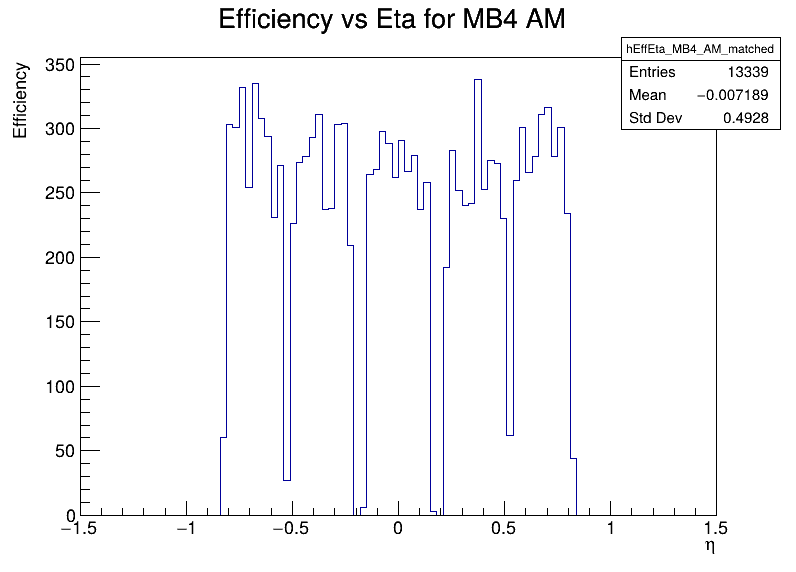 Efficiency vs Eta for MB4 AM
hEffEta_MB4_AM_matched
Entries 13339
Mean −0.007189
Std Dev 0.4928
Efficiency
350
300
250
200
150
100
50
0
−1.5 −1 −0.5 0 0.5 1 1.5
η